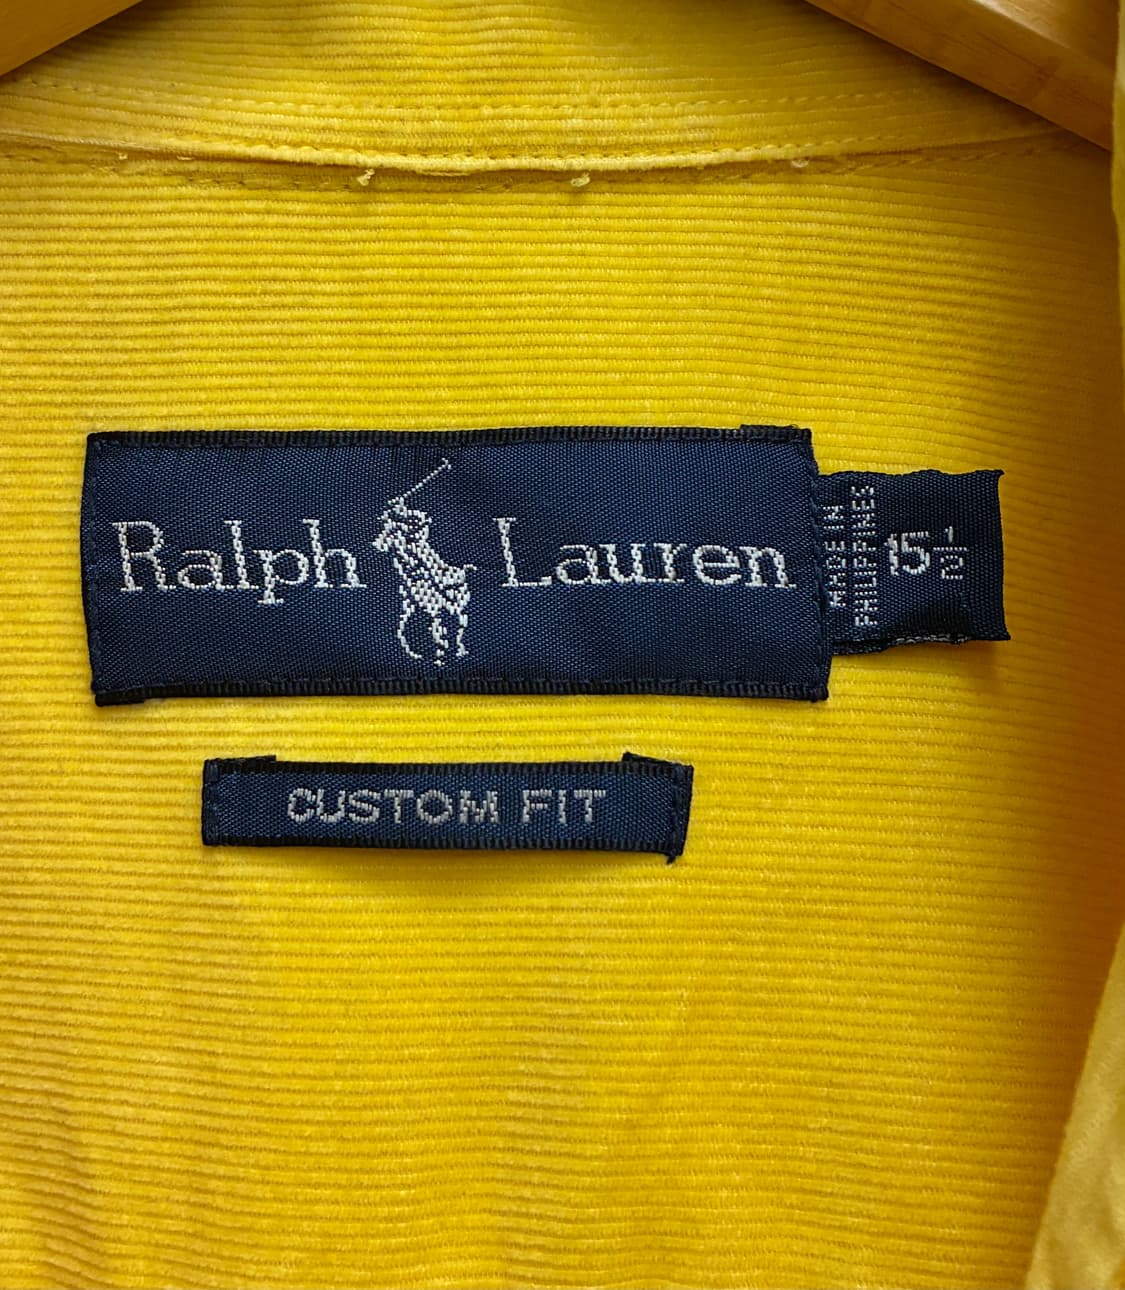 Ralph Lauren
MADE IN
PHILIPPINES
15 1/2
CUSTOM FIT